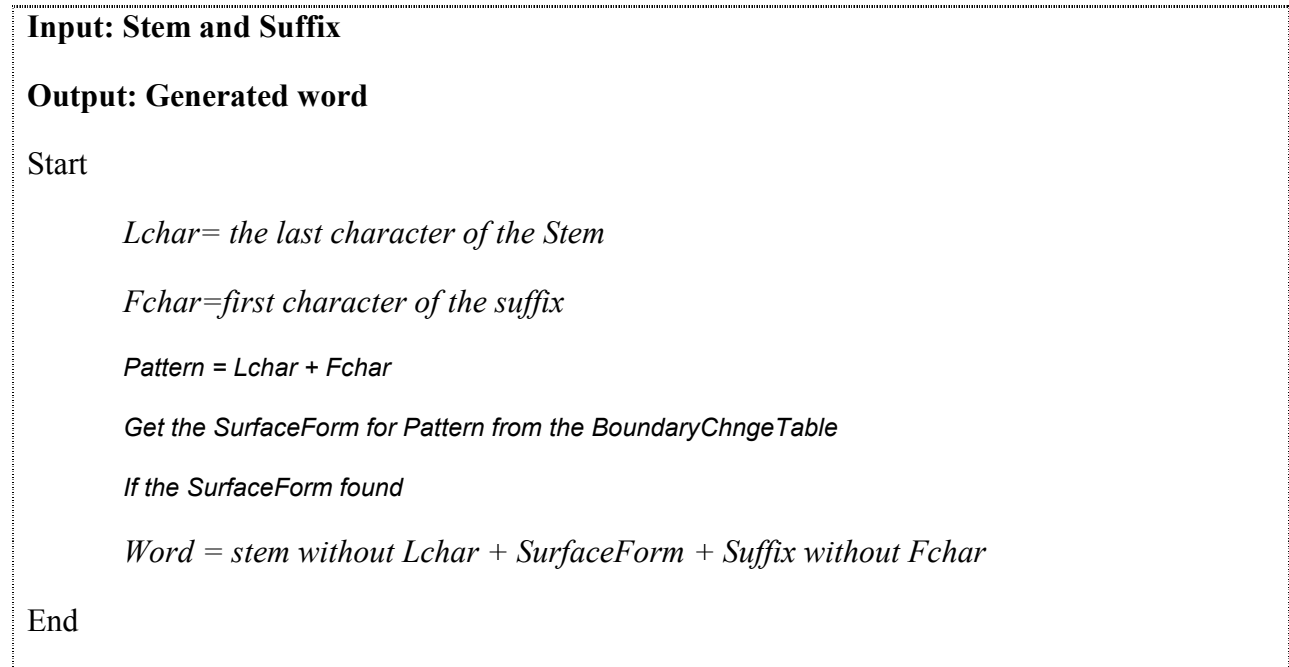 Input: Stem and Suffix
Output: Generated word
Start
Lchar= the last character of the Stem
Fchar=first character of the suffix
Pattern = Lchar + Fchar
Get the SurfaceForm for Pattern from the BoundaryChngeTable
If the SurfaceForm found
Word = stem without Lchar + SurfaceForm + Suffix without Fchar
End